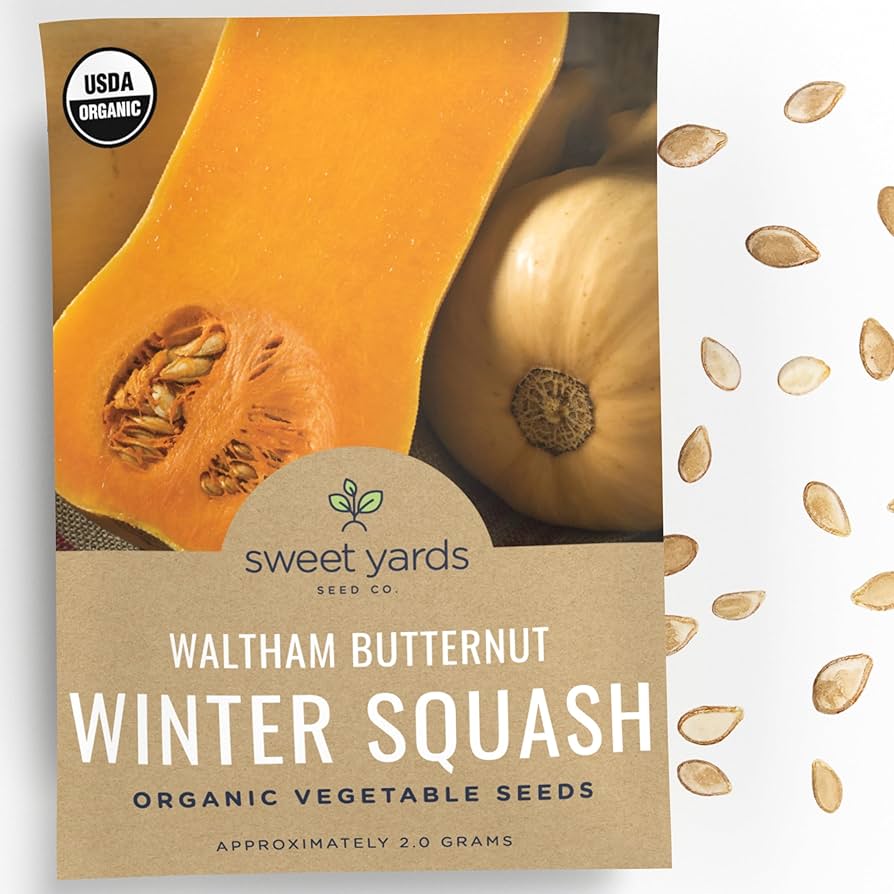 USDA
ORGANIC
sweet yards
SEED CO.
WALTHAM BUTTERNUT
WINTER SQUASH
ORGANIC VEGETABLE SEEDS
APPROXIMATELY 2.0 GRAMS